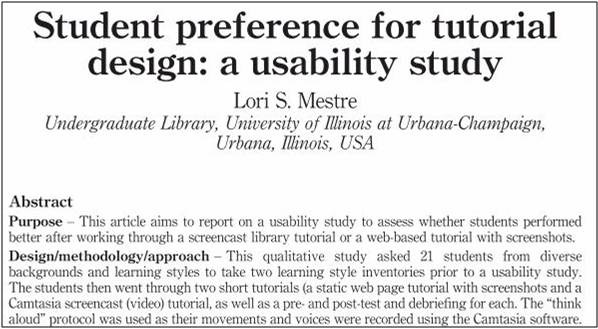 Student preference for tutorial
design: a usability study
Lori S. Mestre
Undergraduate Library, University of Illinois at Urbana-Champaign,
Urbana, Illinois, USA
Abstract
Purpose – This article aims to report on a usability study to assess whether students performed
better after working through a screencast library tutorial or a web-based tutorial with screenshots.
Design/methodology/approach – This qualitative study asked 21 students from diverse
backgrounds and learning styles to take two learning style inventories prior to a usability study.
The students then went through two short tutorials (a static web page tutorial with screenshots and a
Camtasia screencast (video) tutorial, as well as a pre- and post-test and debriefing for each. The “think
aloud” protocol was used as their movements and voices were recorded using the Camtasia software.